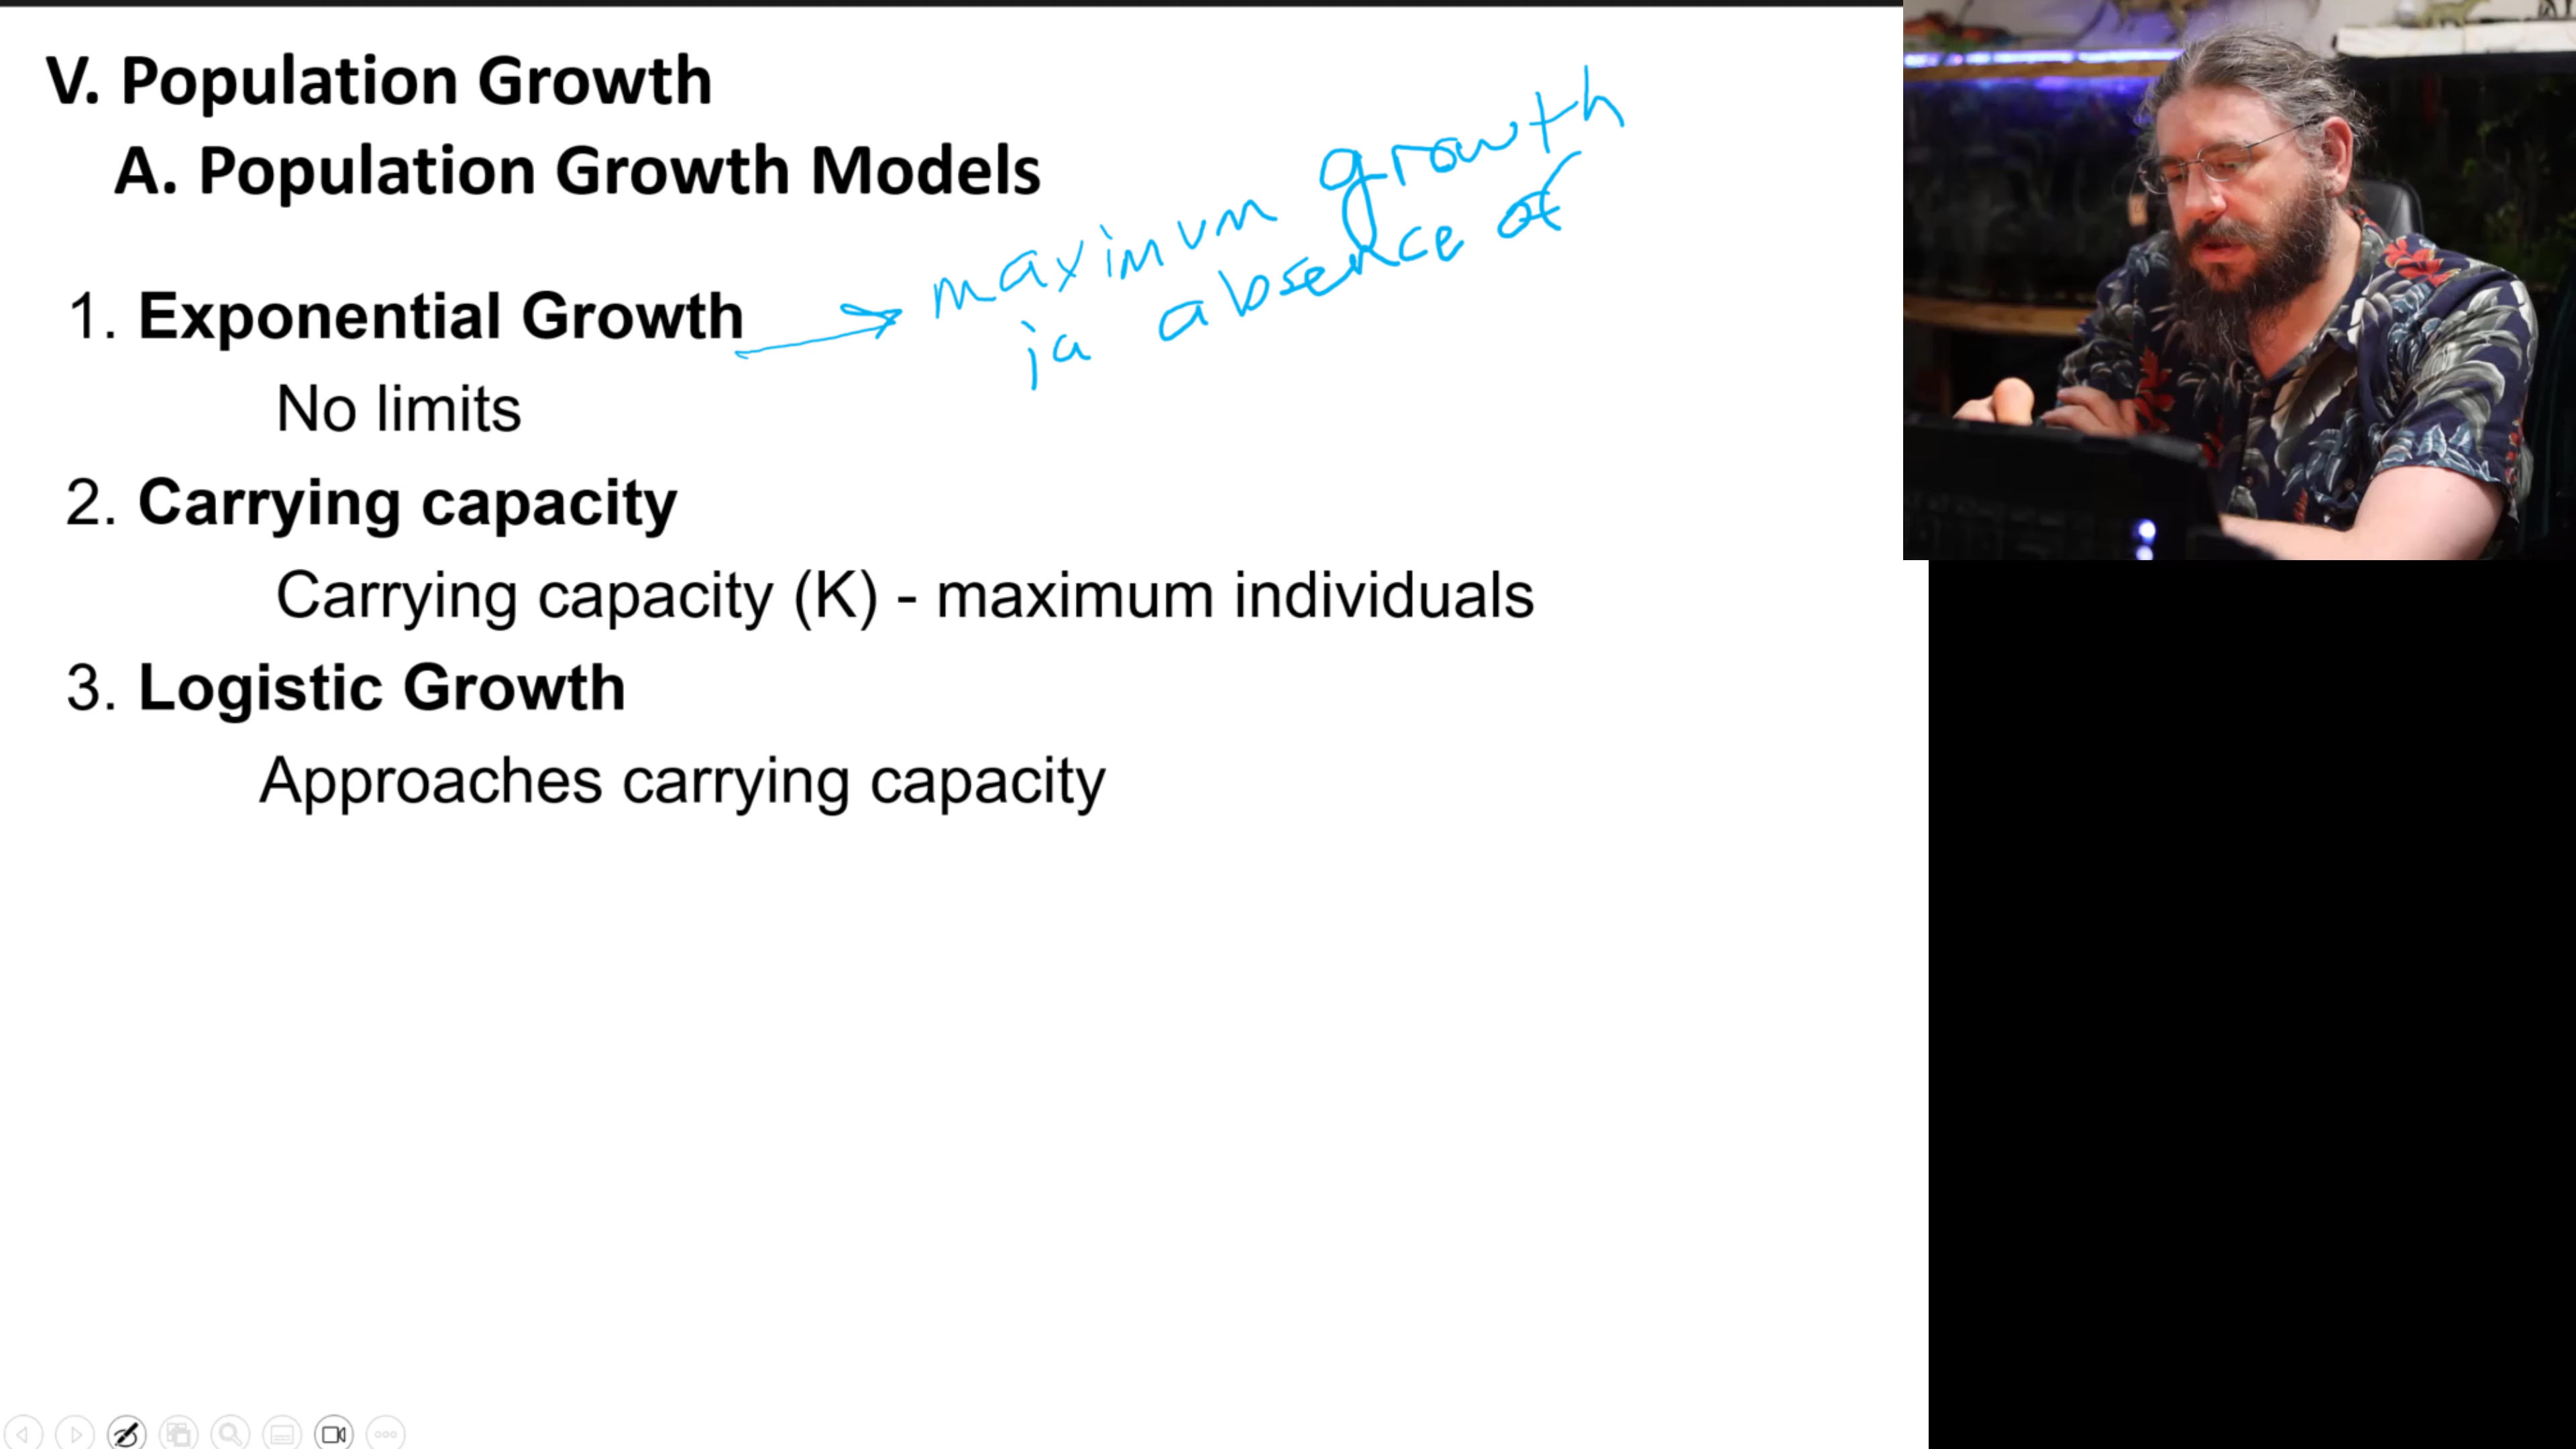 V. Population Growth
A. Population Growth Models
1. Exponential Growth
maximum growth
in absence of
No limits
2. Carrying capacity
Carrying capacity (K) - maximum individuals
3. Logistic Growth
Approaches carrying capacity